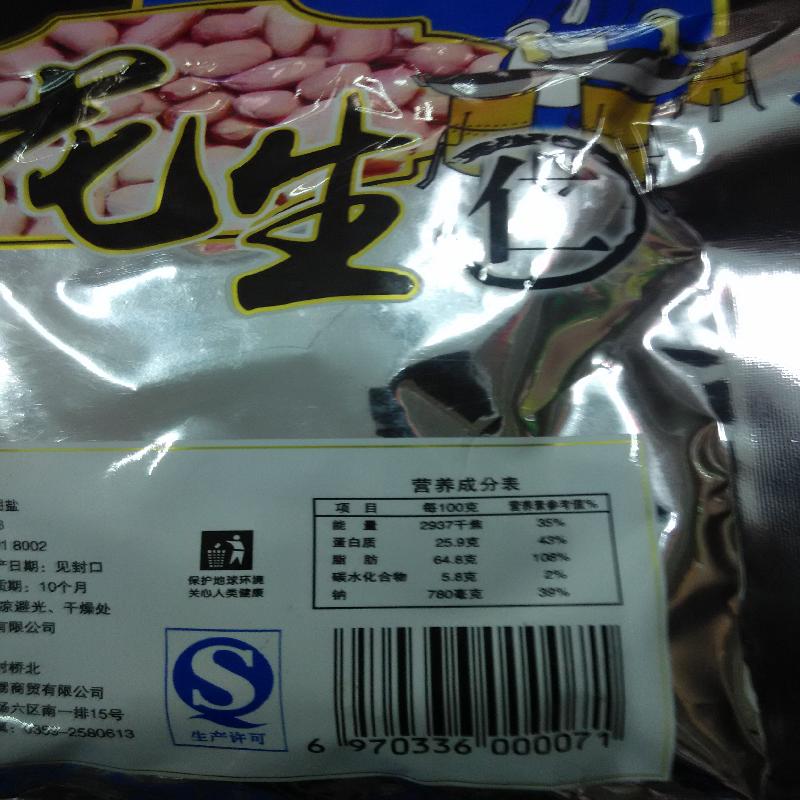 花生仁
营养成分表
项 目 每100克 营养素参考值%
能 量 2937千焦 35%
蛋白质 25.9克 43%
脂 肪 64.8克 108%
碳水化合物 5.8克 2%
钠 780毫克 39%
盐
8002
日期：见封口
期：10个月
凉避光、干燥处
有限公司
村桥北
商贸有限公司
场六区南一排15号
0353-2580613
保护地球环境
关心人类健康
生产许可
6 970336 000071